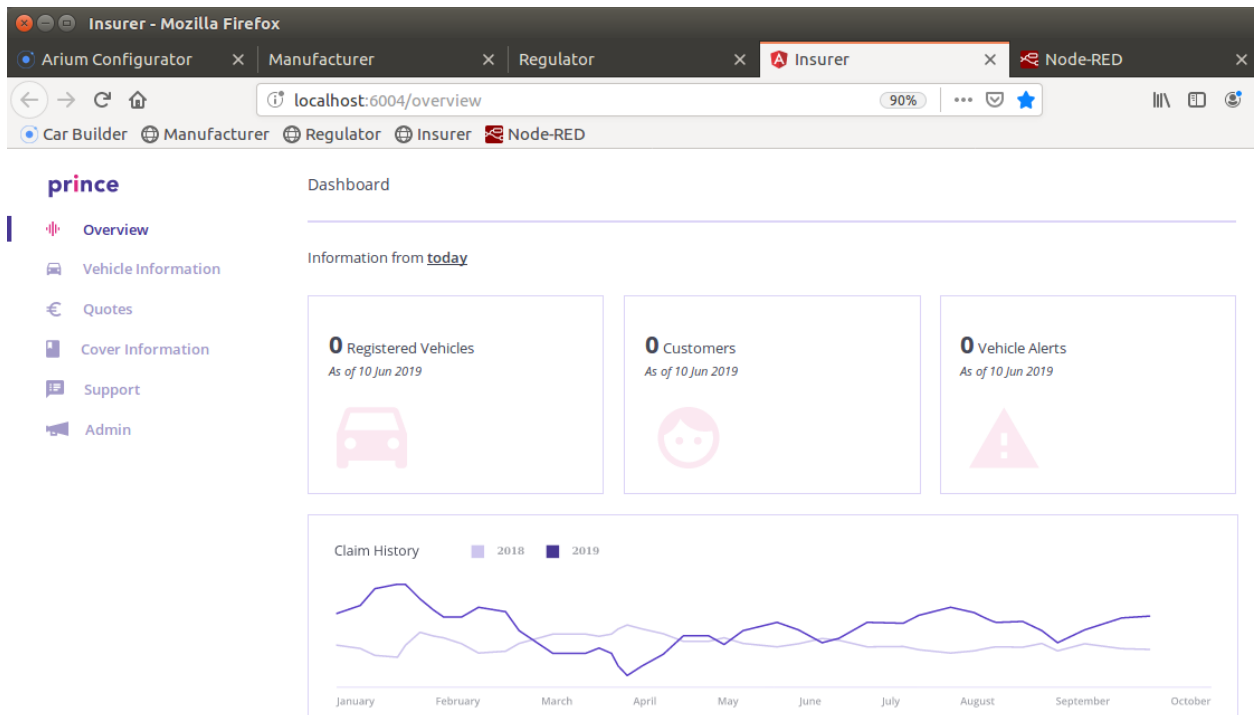 Insurer - Mozilla Firefox
Arium Configurator Manufacturer Regulator Insurer Node-RED
localhost:6004/overview 90%
Car Builder Manufacturer Regulator Insurer Node-RED
prince
Dashboard
Overview
Vehicle Information
Quotes
Cover Information
Support
Admin
Information from today
0 Registered Vehicles
As of 10 Jun 2019
0 Customers
As of 10 Jun 2019
0 Vehicle Alerts
As of 10 Jun 2019
Claim History 2018 2019
January February March April May June July August September October